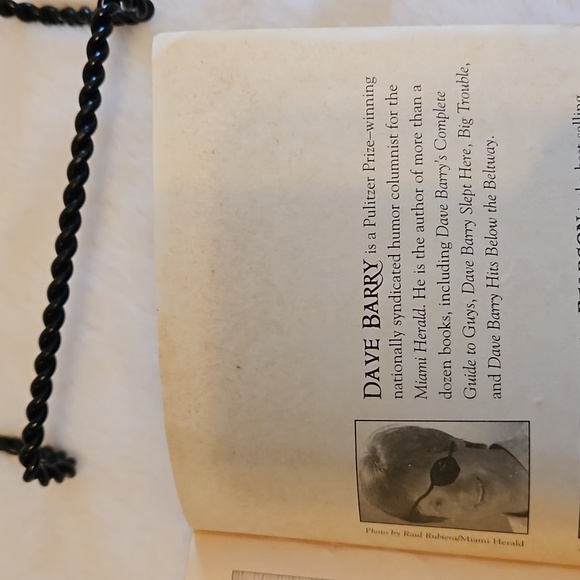 DAVE BARRY is a Pulitzer Prize–winning
nationally syndicated humor columnist for the
Miami Herald. He is the author of more than a
dozen books, including Dave Barry's Complete
Guide to Guys, Dave Barry Slept Here, Big Trouble,
and Dave Barry Hits Below the Beltway.
Photo by Raul Rubiera/Miami Herald